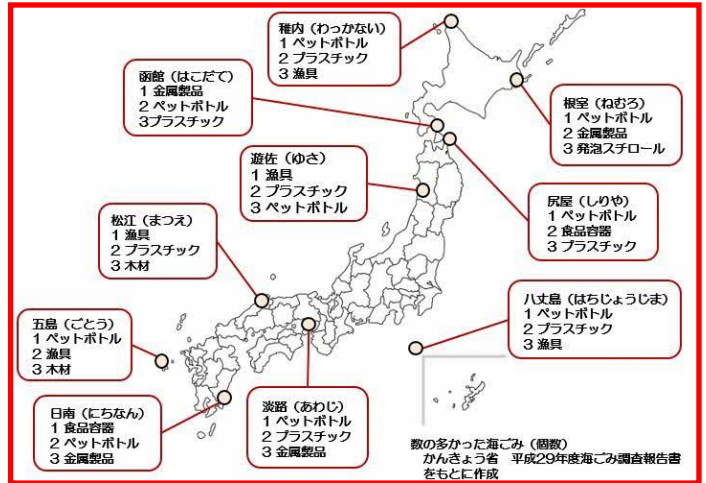 稚内（わっかない）
1 ペットボトル
2 プラスチック
3 漁具
函館（はこだて）
1 金属製品
2 ペットボトル
3プラスチック
根室（ねむろ）
1 ペットボトル
2 金属製品
3 発泡スチロール
遊佐（ゆさ）
1 漁具
2 プラスチック
3 ペットボトル
尻屋（しりや）
1 ペットボトル
2 食品容器
3 プラスチック
松江（まつえ）
1 漁具
2 プラスチック
3 木材
八丈島（はちじょうじま）
1 ペットボトル
2 プラスチック
3 漁具
五島（ごとう）
1 ペットボトル
2 漁具
3 木材
日南（にちなん）
1 食品容器
2 ペットボトル
3 金属製品
淡路（あわじ）
1 ペットボトル
2 プラスチック
3 金属製品
数の多かった海ごみ（個数）
かんきょう省　平成29年度海ごみ調査報告書
をもとに作成